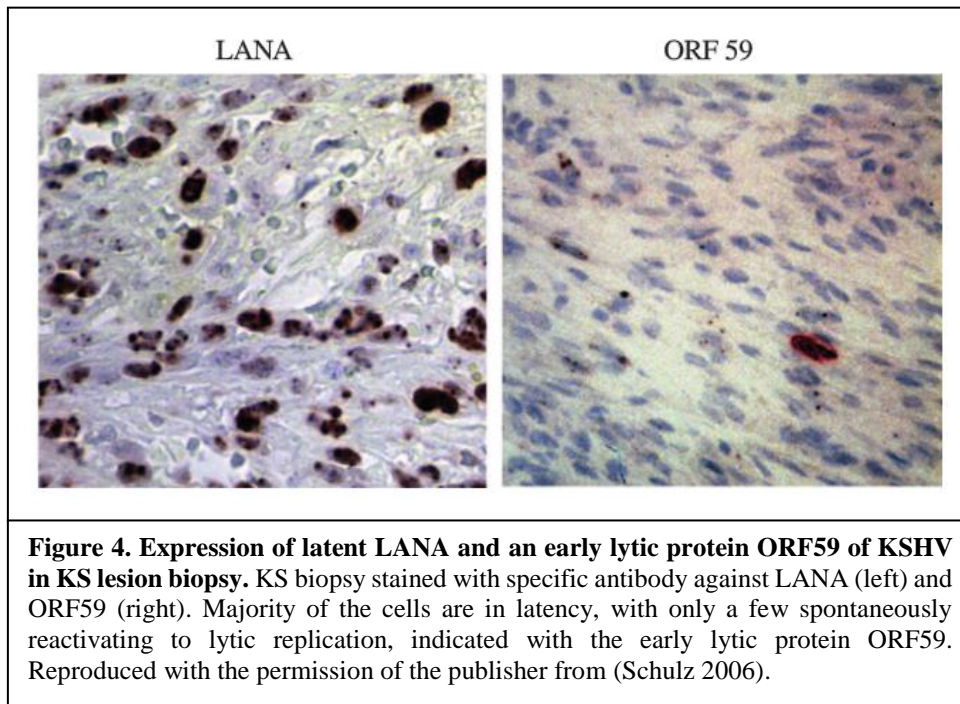 LANA
ORF 59
Figure 4. Expression of latent LANA and an early lytic protein ORF59 of KSHV
in KS lesion biopsy. KS biopsy stained with specific antibody against LANA (left) and
ORF59 (right). Majority of the cells are in latency, with only a few spontaneously
reactivating to lytic replication, indicated with the early lytic protein ORF59.
Reproduced with the permission of the publisher from (Schulz 2006).